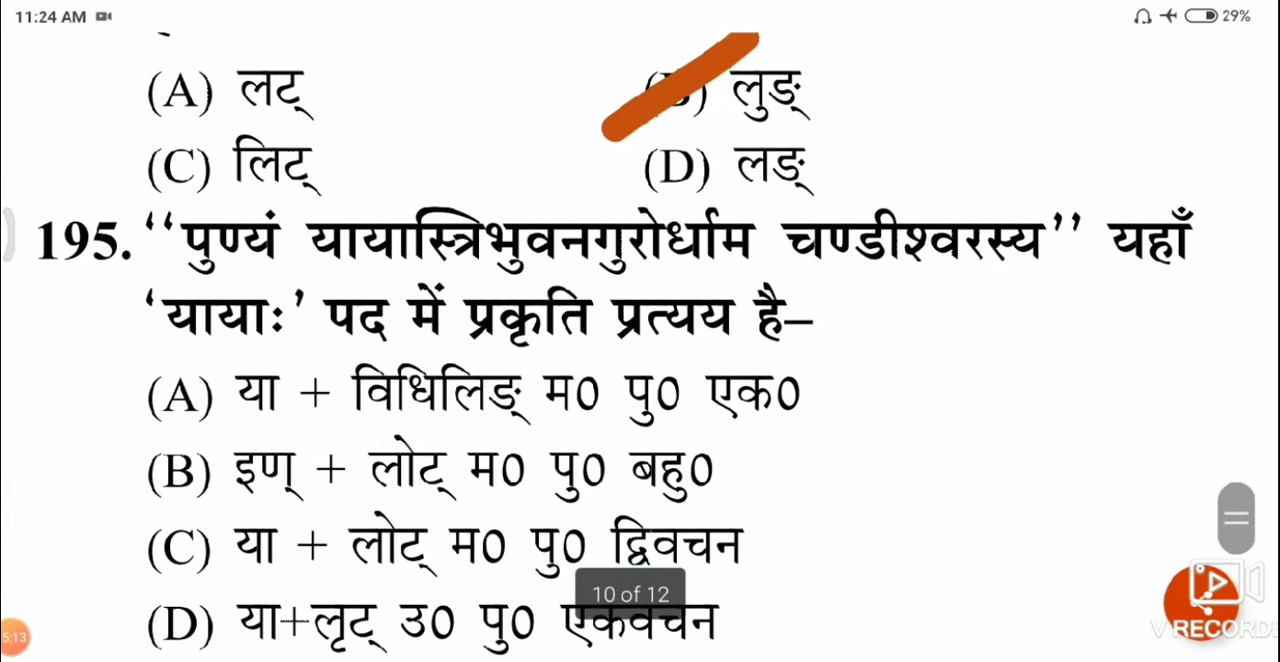 11:24 AM 29%
(A) लट् लुङ्
(C) लिट् (D) लङ्
195. ‘‘पुण्यं यायास्त्रिभुवनगुरोर्धाम चण्डीश्वरस्य’’ यहाँ
‘यायाः’ पद में प्रकृति प्रत्यय है–
(A) या + विधिलिङ् म0 पु0 एक0
(B) इण् + लोट् म0 पु0 बहु0
(C) या + लोट् म0 पु0 द्विवचन
10 of 12
(D) या+लृट् उ0 पु0 एकवचन
5:13
V RECORDE